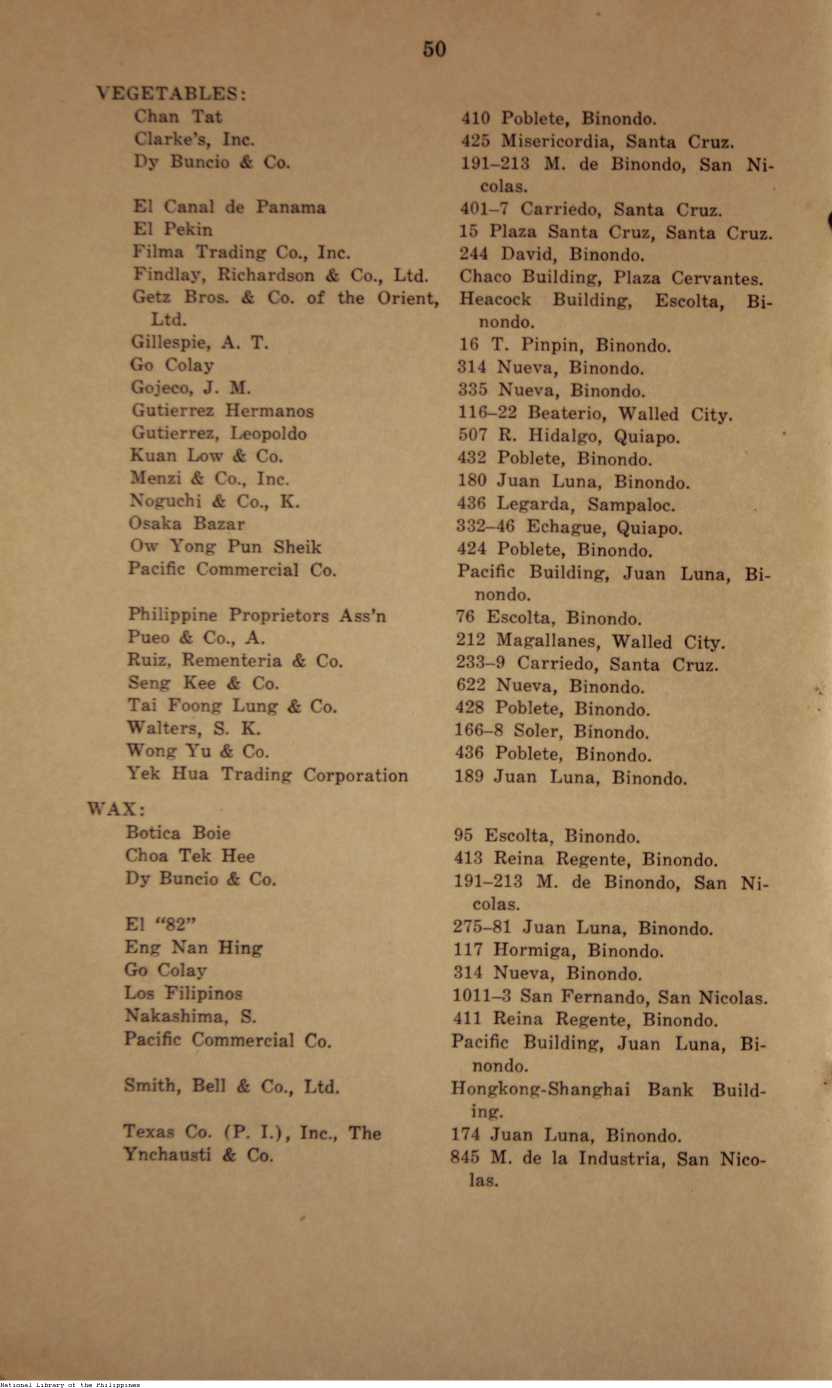 50
VEGETABLES:
Chan Tat 410 Poblete, Binondo.
Clarke's, Inc. 425 Misericordia, Santa Cruz.
Dy Buncio & Co. 191–213 M. de Binondo, San Ni-
colas.
El Canal de Panama 401–7 Carriedo, Santa Cruz.
El Pekin 15 Plaza Santa Cruz, Santa Cruz.
Filma Trading Co., Inc. 244 David, Binondo.
Findlay, Richardson & Co., Ltd. Chaco Building, Plaza Cervantes.
Getz Bros. & Co. of the Orient, Heacock Building, Escolta, Bi-
Ltd. nondo.
Gillespie, A. T. 16 T. Pinpin, Binondo.
Go Colay 314 Nueva, Binondo.
Gojeco, J. M. 335 Nueva, Binondo.
Gutierrez Hermanos 116–22 Beaterio, Walled City.
Gutierrez, Leopoldo 507 R. Hidalgo, Quiapo.
Kuan Low & Co. 432 Poblete, Binondo.
Menzi & Co., Inc. 180 Juan Luna, Binondo.
Noguchi & Co., K. 436 Legarda, Sampaloc.
Osaka Bazar 332–46 Echague, Quiapo.
Ow Yong Pun Sheik 424 Poblete, Binondo.
Pacific Commercial Co. Pacific Building, Juan Luna, Bi-
nondo.
Philippine Proprietors Ass'n 76 Escolta, Binondo.
Pueo & Co., A. 212 Magallanes, Walled City.
Ruiz, Rementeria & Co. 233–9 Carriedo, Santa Cruz.
Seng Kee & Co. 622 Nueva, Binondo.
Tai Foong Lung & Co. 428 Poblete, Binondo.
Walters, S. K. 166–8 Soler, Binondo.
Wong Yu & Co. 436 Poblete, Binondo.
Yek Hua Trading Corporation 189 Juan Luna, Binondo.
WAX:
Botica Boie 95 Escolta, Binondo.
Choa Tek Hee 413 Reina Regente, Binondo.
Dy Buncio & Co. 191–213 M. de Binondo, San Ni-
colas.
El “82” 275–81 Juan Luna, Binondo.
Eng Nan Hing 117 Hormiga, Binondo.
Go Colay 314 Nueva, Binondo.
Los Filipinos 1011–3 San Fernando, San Nicolas.
Nakashima, S. 411 Reina Regente, Binondo.
Pacific Commercial Co. Pacific Building, Juan Luna, Bi-
nondo.
Smith, Bell & Co., Ltd. Hongkong-Shanghai Bank Build-
ing.
Texas Co. (P. I.), Inc., The 174 Juan Luna, Binondo.
Ynchausti & Co. 845 M. de la Industria, San Nico-
las.
National Library of the Philippines